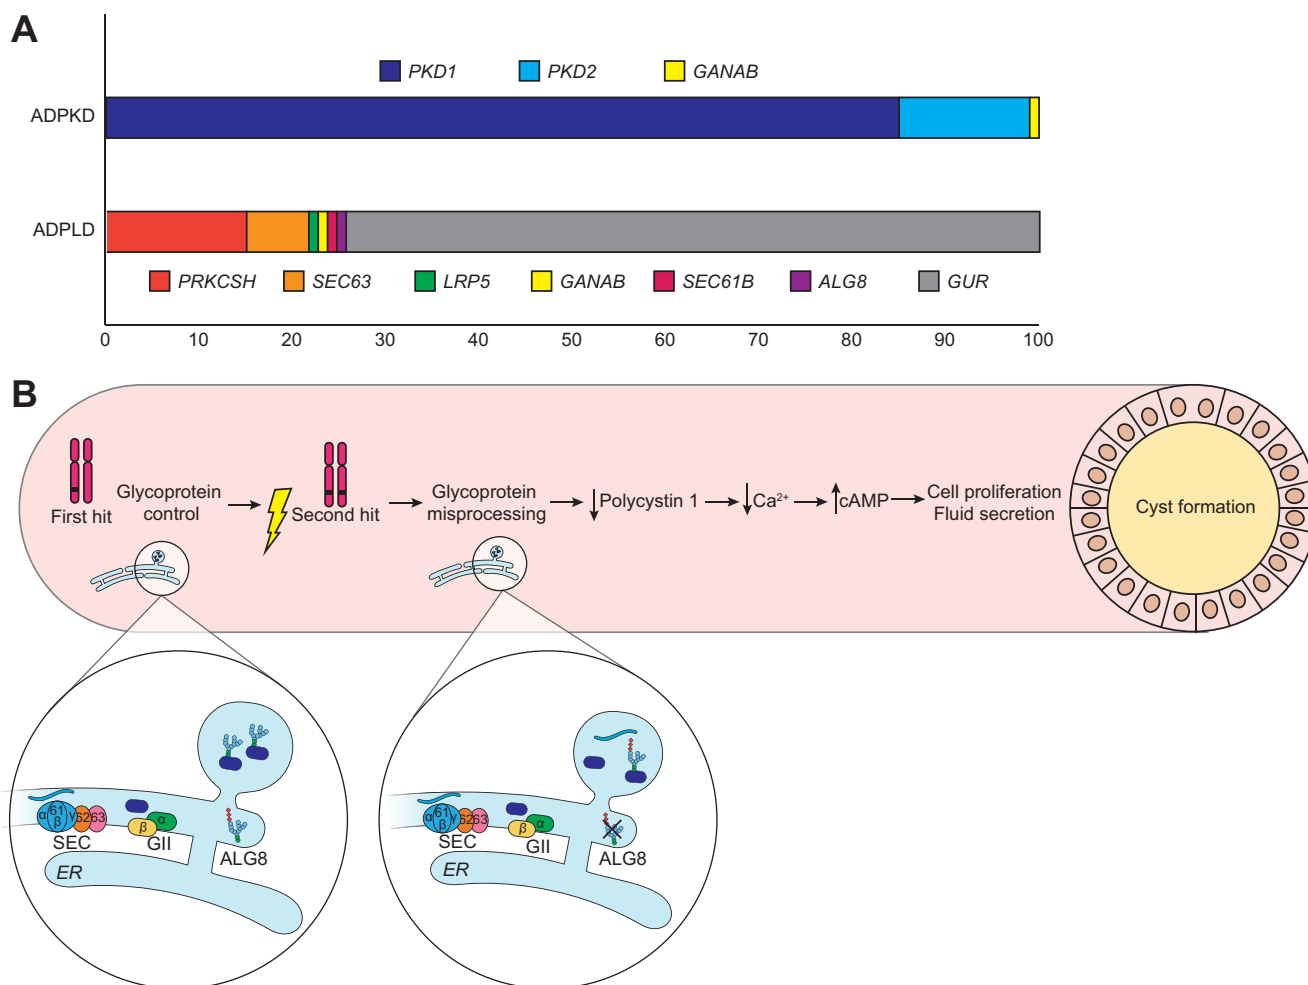 A
PKD1 PKD2 GANAB
ADPKD
ADPLD
PRKCSH SEC63 LRP5 GANAB SEC61B ALG8 GUR
0 10 20 30 40 50 60 70 80 90 100
B
First hit
Glycoprotein
control
Second hit
Glycoprotein
misprocessing
Polycystin 1
Ca²⁺
cAMP
Cell proliferation
Fluid secretion
Cyst formation
α 61 β γ 62 63
SEC
β α
GII
ALG8
ER
α 61 β γ 62 63
SEC
β α
GII
ALG8
ER